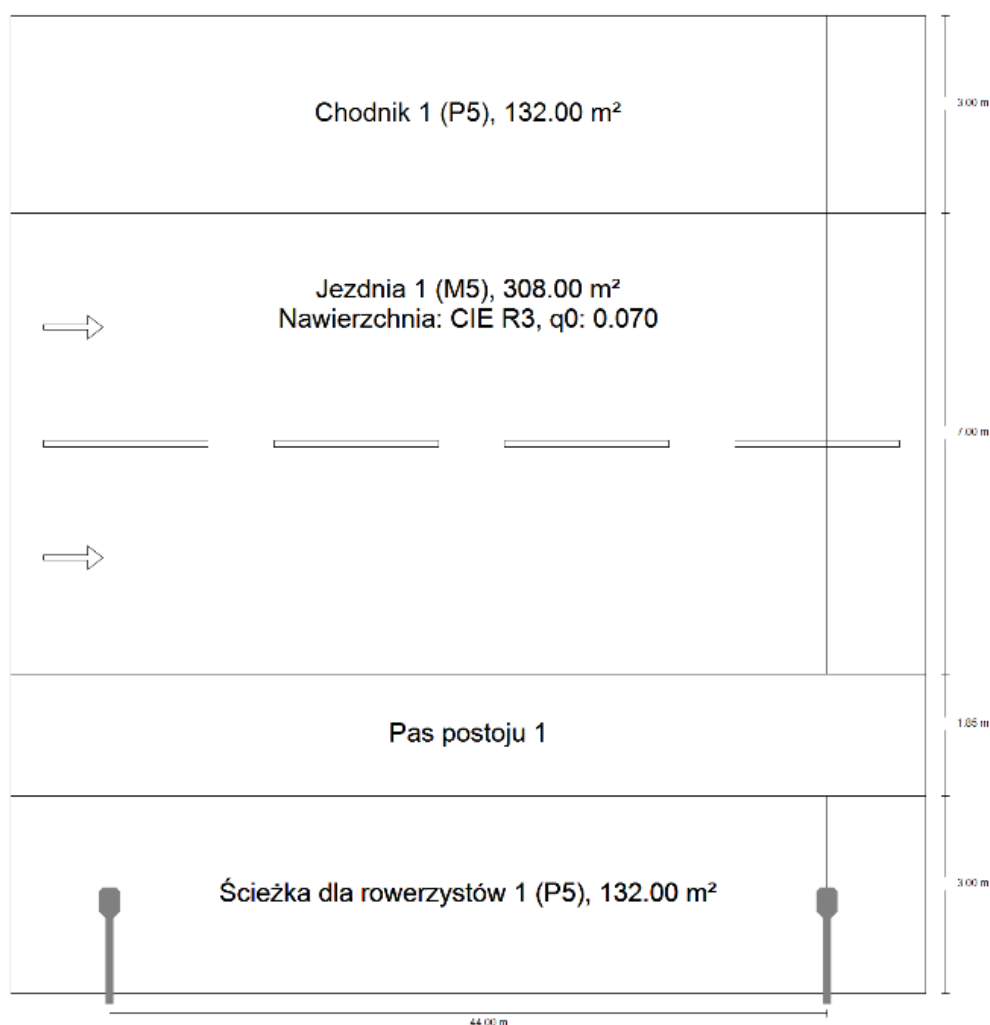 Chodnik 1 (P5), 132.00 m²
3.00 m
Jezdnia 1 (M5), 308.00 m²
Nawierzchnia: CIE R3, q0: 0.070
7.00 m
Pas postoju 1
1.85 m
Ścieżka dla rowerzystów 1 (P5), 132.00 m²
3.00 m
44.00 m